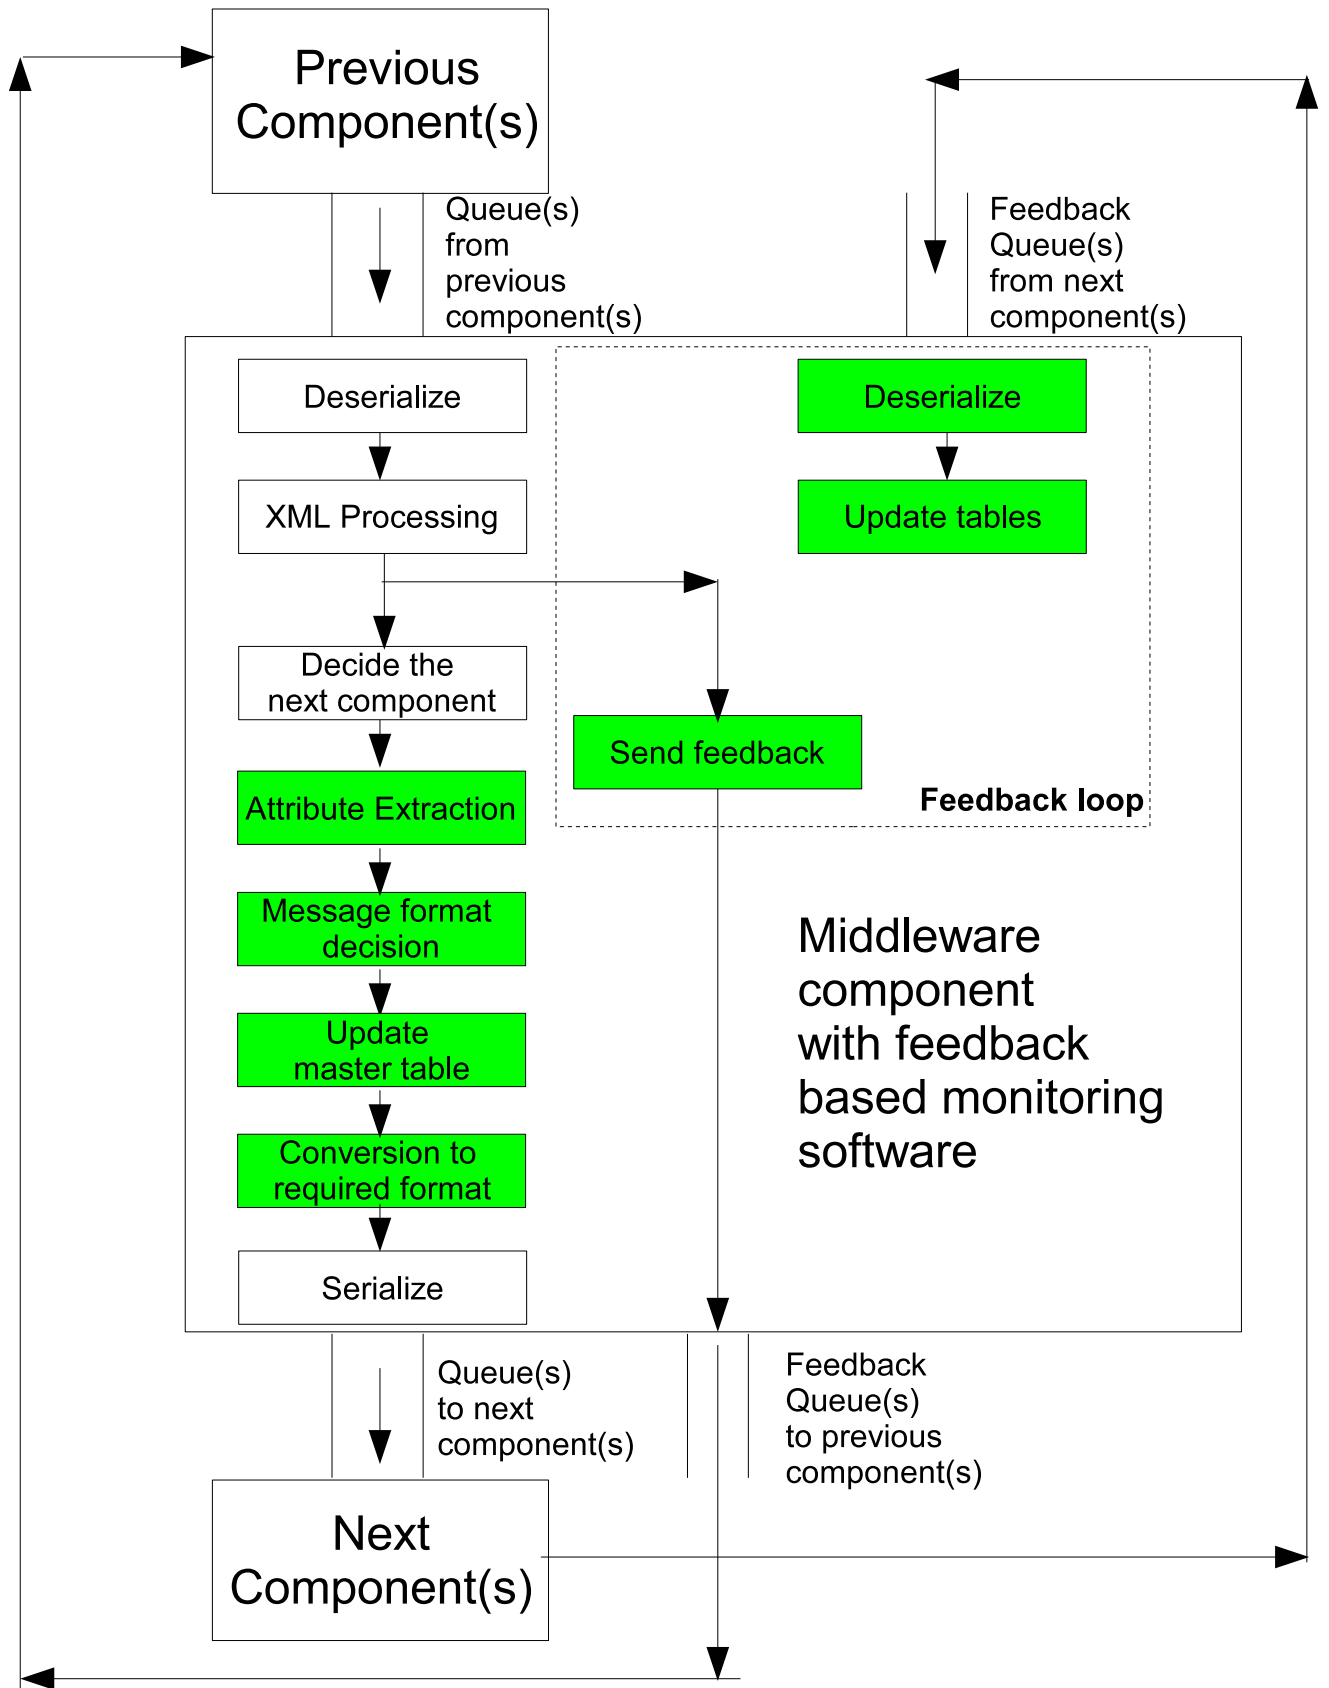 Previous
Component(s)
Queue(s)
from
previous
component(s)
Feedback
Queue(s)
from next
component(s)
Deserialize
XML Processing
Decide the
next component
Attribute Extraction
Message format
decision
Update
master table
Conversion to
required format
Serialize
Deserialize
Update tables
Send feedback
Feedback loop
Middleware
component
with feedback
based monitoring
software
Queue(s)
to next
component(s)
Feedback
Queue(s)
to previous
component(s)
Next
Component(s)